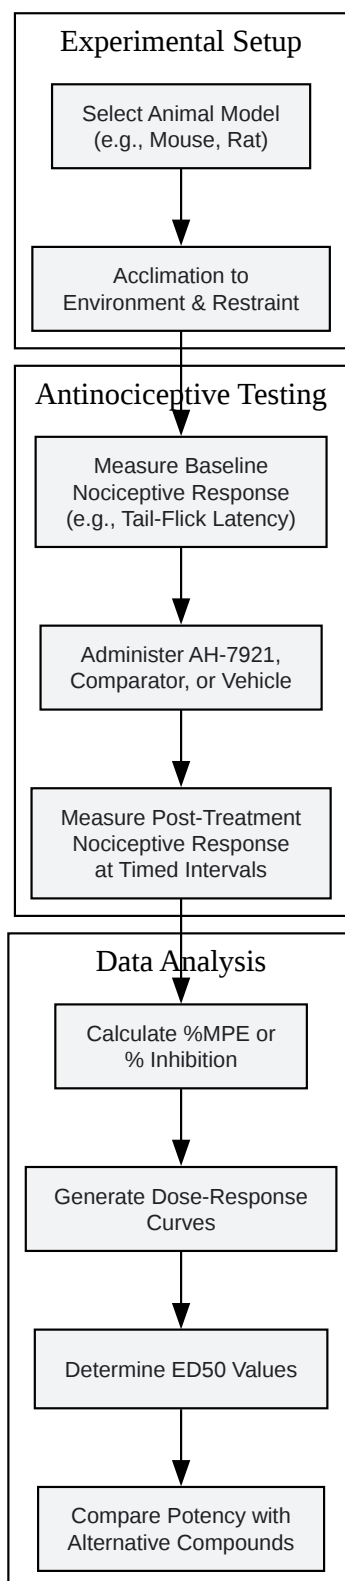 Experimental Setup
Select Animal Model
(e.g., Mouse, Rat)
Acclimation to
Environment & Restraint
Antinociceptive Testing
Measure Baseline
Nociceptive Response
(e.g., Tail-Flick Latency)
Administer AH-7921,
Comparator, or Vehicle
Measure Post-Treatment
Nociceptive Response
at Timed Intervals
Data Analysis
Calculate %MPE or
% Inhibition
Generate Dose-Response
Curves
Determine ED50 Values
Compare Potency with
Alternative Compounds